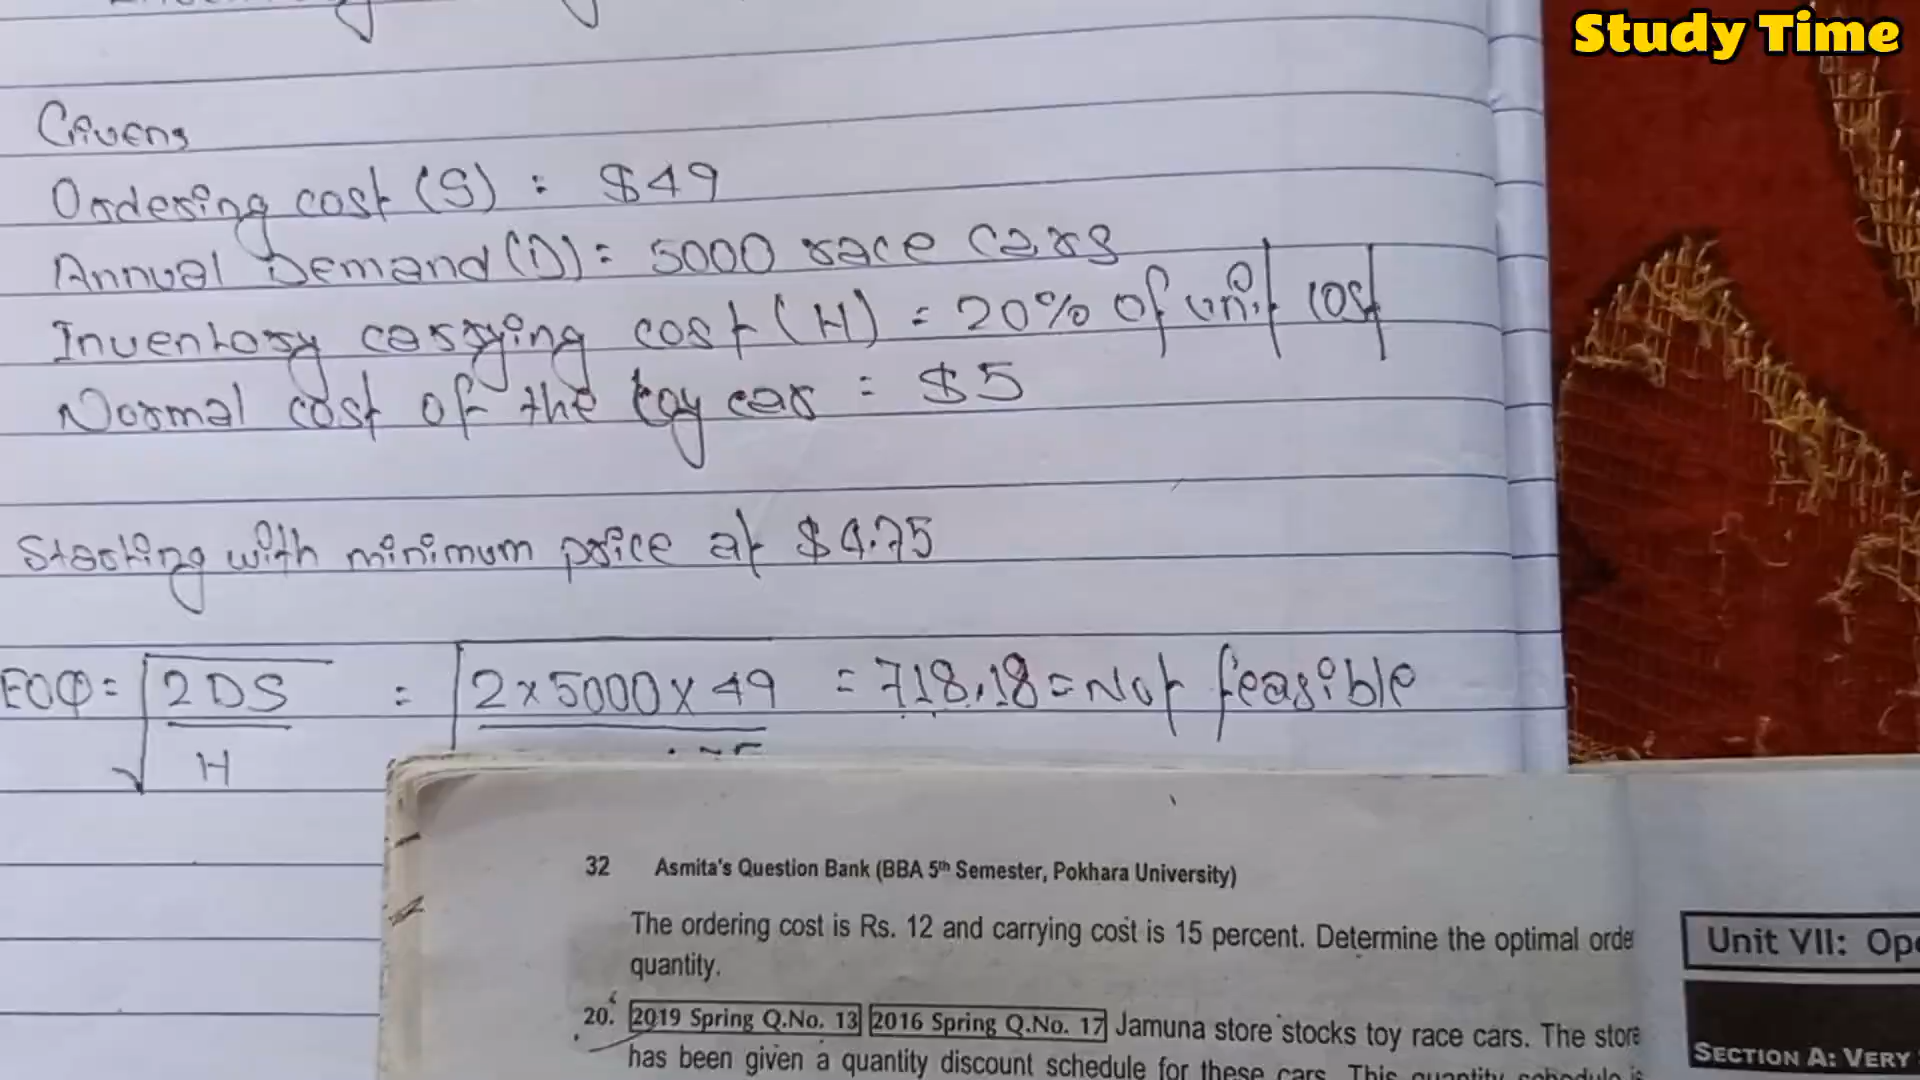 Study Time
Given,
Ordering cost (S) = $49
Annual Demand (D) = 5000 race cars
Inventory carrying cost (H) = 20% of unit cost
Normal cost of the toy car = $5
Starting with minimum price at $4.75
EOQ = √2DS/H = √2×5000×49 = 718.18 = Not feasible
32 Asmita's Question Bank (BBA 5th Semester, Pokhara University)
The ordering cost is Rs. 12 and carrying cost is 15 percent. Determine the optimal orde
quantity.
20. 2019 Spring Q.No. 13 2016 Spring Q.No. 17 Jamuna store stocks toy race cars. The store
has been given a quantity discount schedule for these cars. This quantity schedule is
Unit VII: Op
SECTION A: VERY